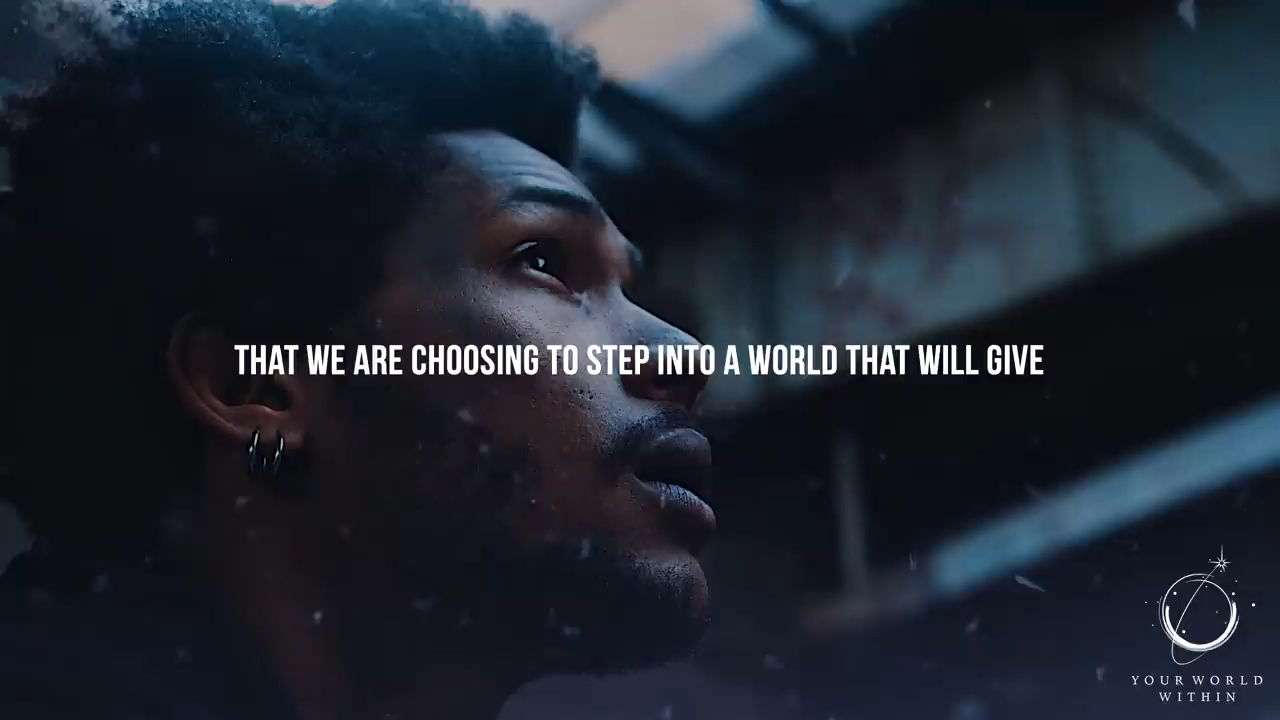 THAT WE ARE CHOOSING TO STEP INTO A WORLD THAT WILL GIVE
YOUR WORLD
WITHIN